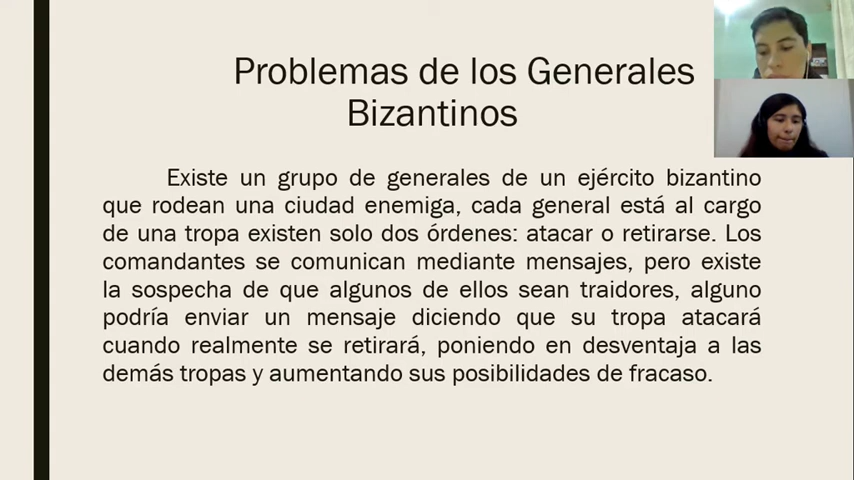 Problemas de los Generales
Bizantinos
Existe un grupo de generales de un ejército bizantino
que rodean una ciudad enemiga, cada general está al cargo
de una tropa existen solo dos órdenes: atacar o retirarse. Los
comandantes se comunican mediante mensajes, pero existe
la sospecha de que algunos de ellos sean traidores, alguno
podría enviar un mensaje diciendo que su tropa atacará
cuando realmente se retirará, poniendo en desventaja a las
demás tropas y aumentando sus posibilidades de fracaso.